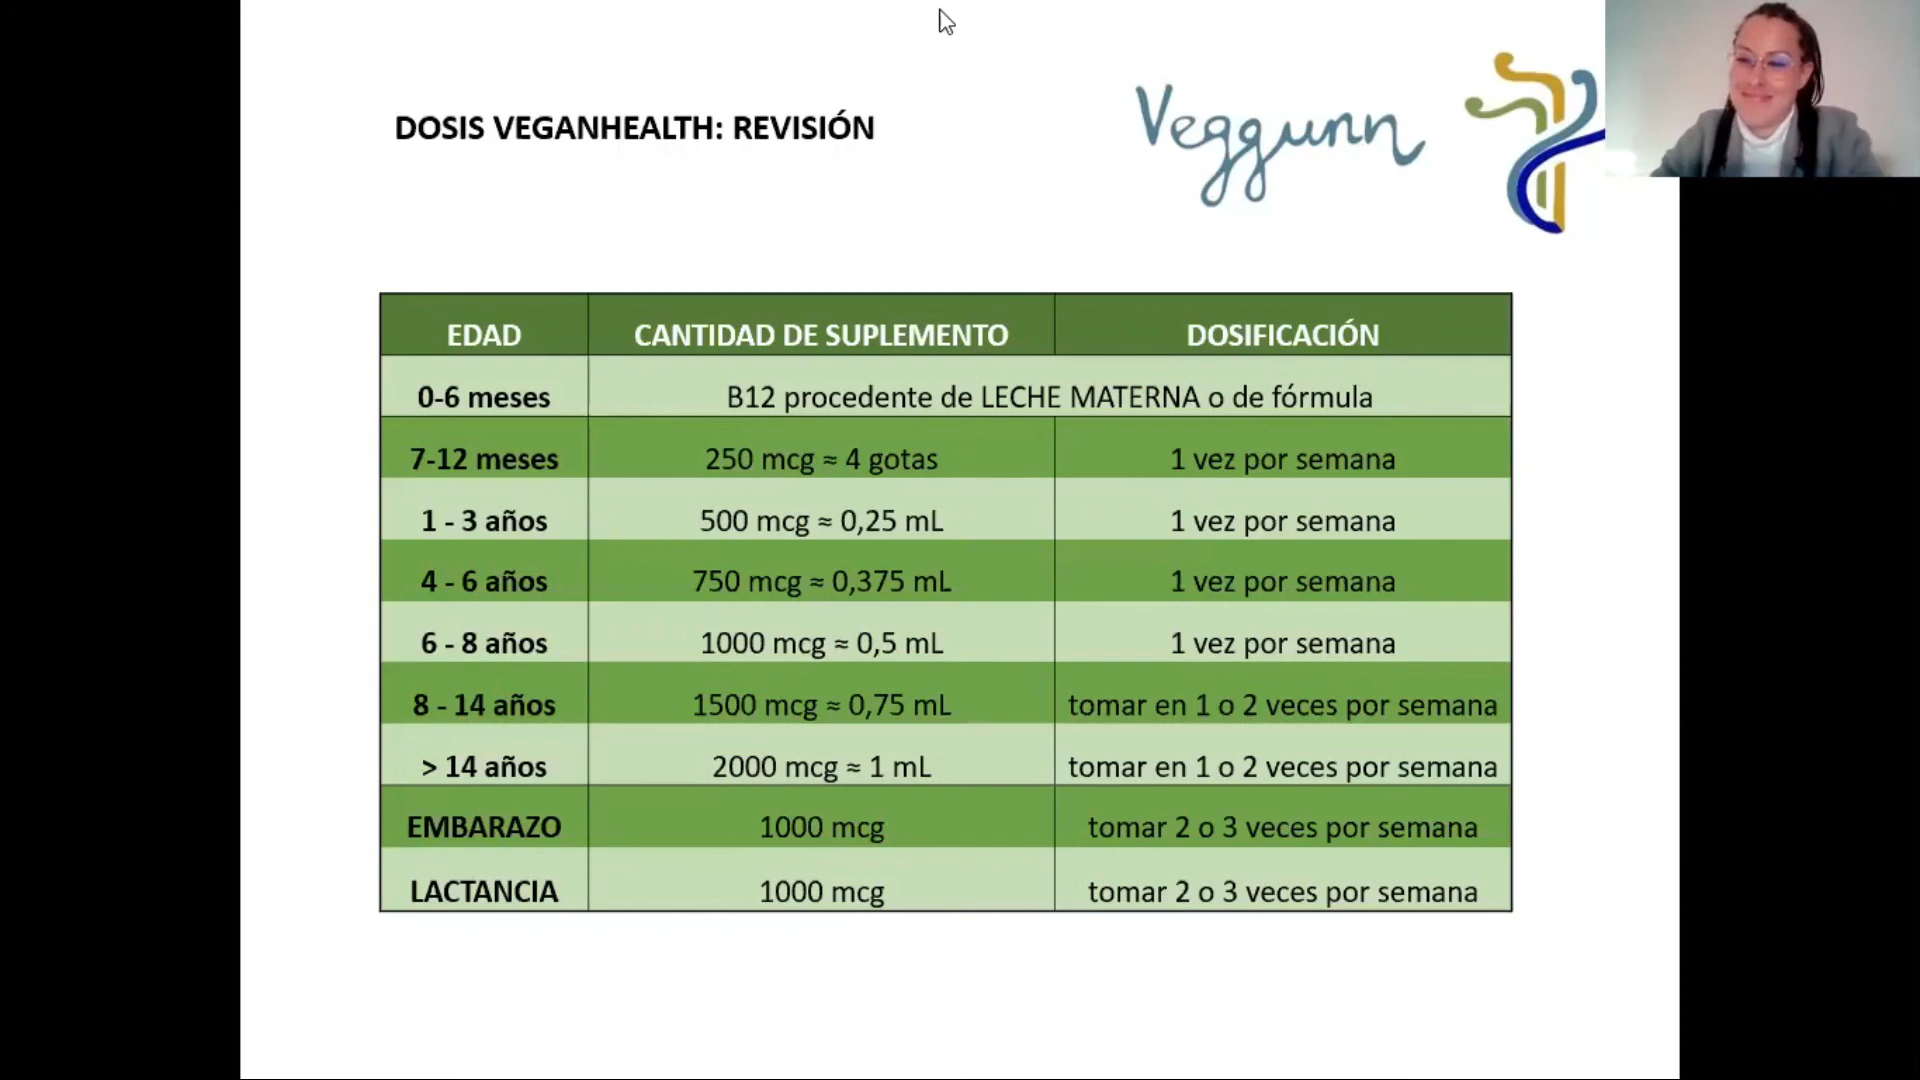 DOSIS VEGANHEALTH: REVISIÓN
Veggunn
EDAD CANTIDAD DE SUPLEMENTO DOSIFICACIÓN
0-6 meses B12 procedente de LECHE MATERNA o de fórmula
7-12 meses 250 mcg ≈ 4 gotas 1 vez por semana
1 - 3 años 500 mcg ≈ 0,25 mL 1 vez por semana
4 - 6 años 750 mcg ≈ 0,375 mL 1 vez por semana
6 - 8 años 1000 mcg ≈ 0,5 mL 1 vez por semana
8 - 14 años 1500 mcg ≈ 0,75 mL tomar en 1 o 2 veces por semana
> 14 años 2000 mcg ≈ 1 mL tomar en 1 o 2 veces por semana
EMBARAZO 1000 mcg tomar 2 o 3 veces por semana
LACTANCIA 1000 mcg tomar 2 o 3 veces por semana